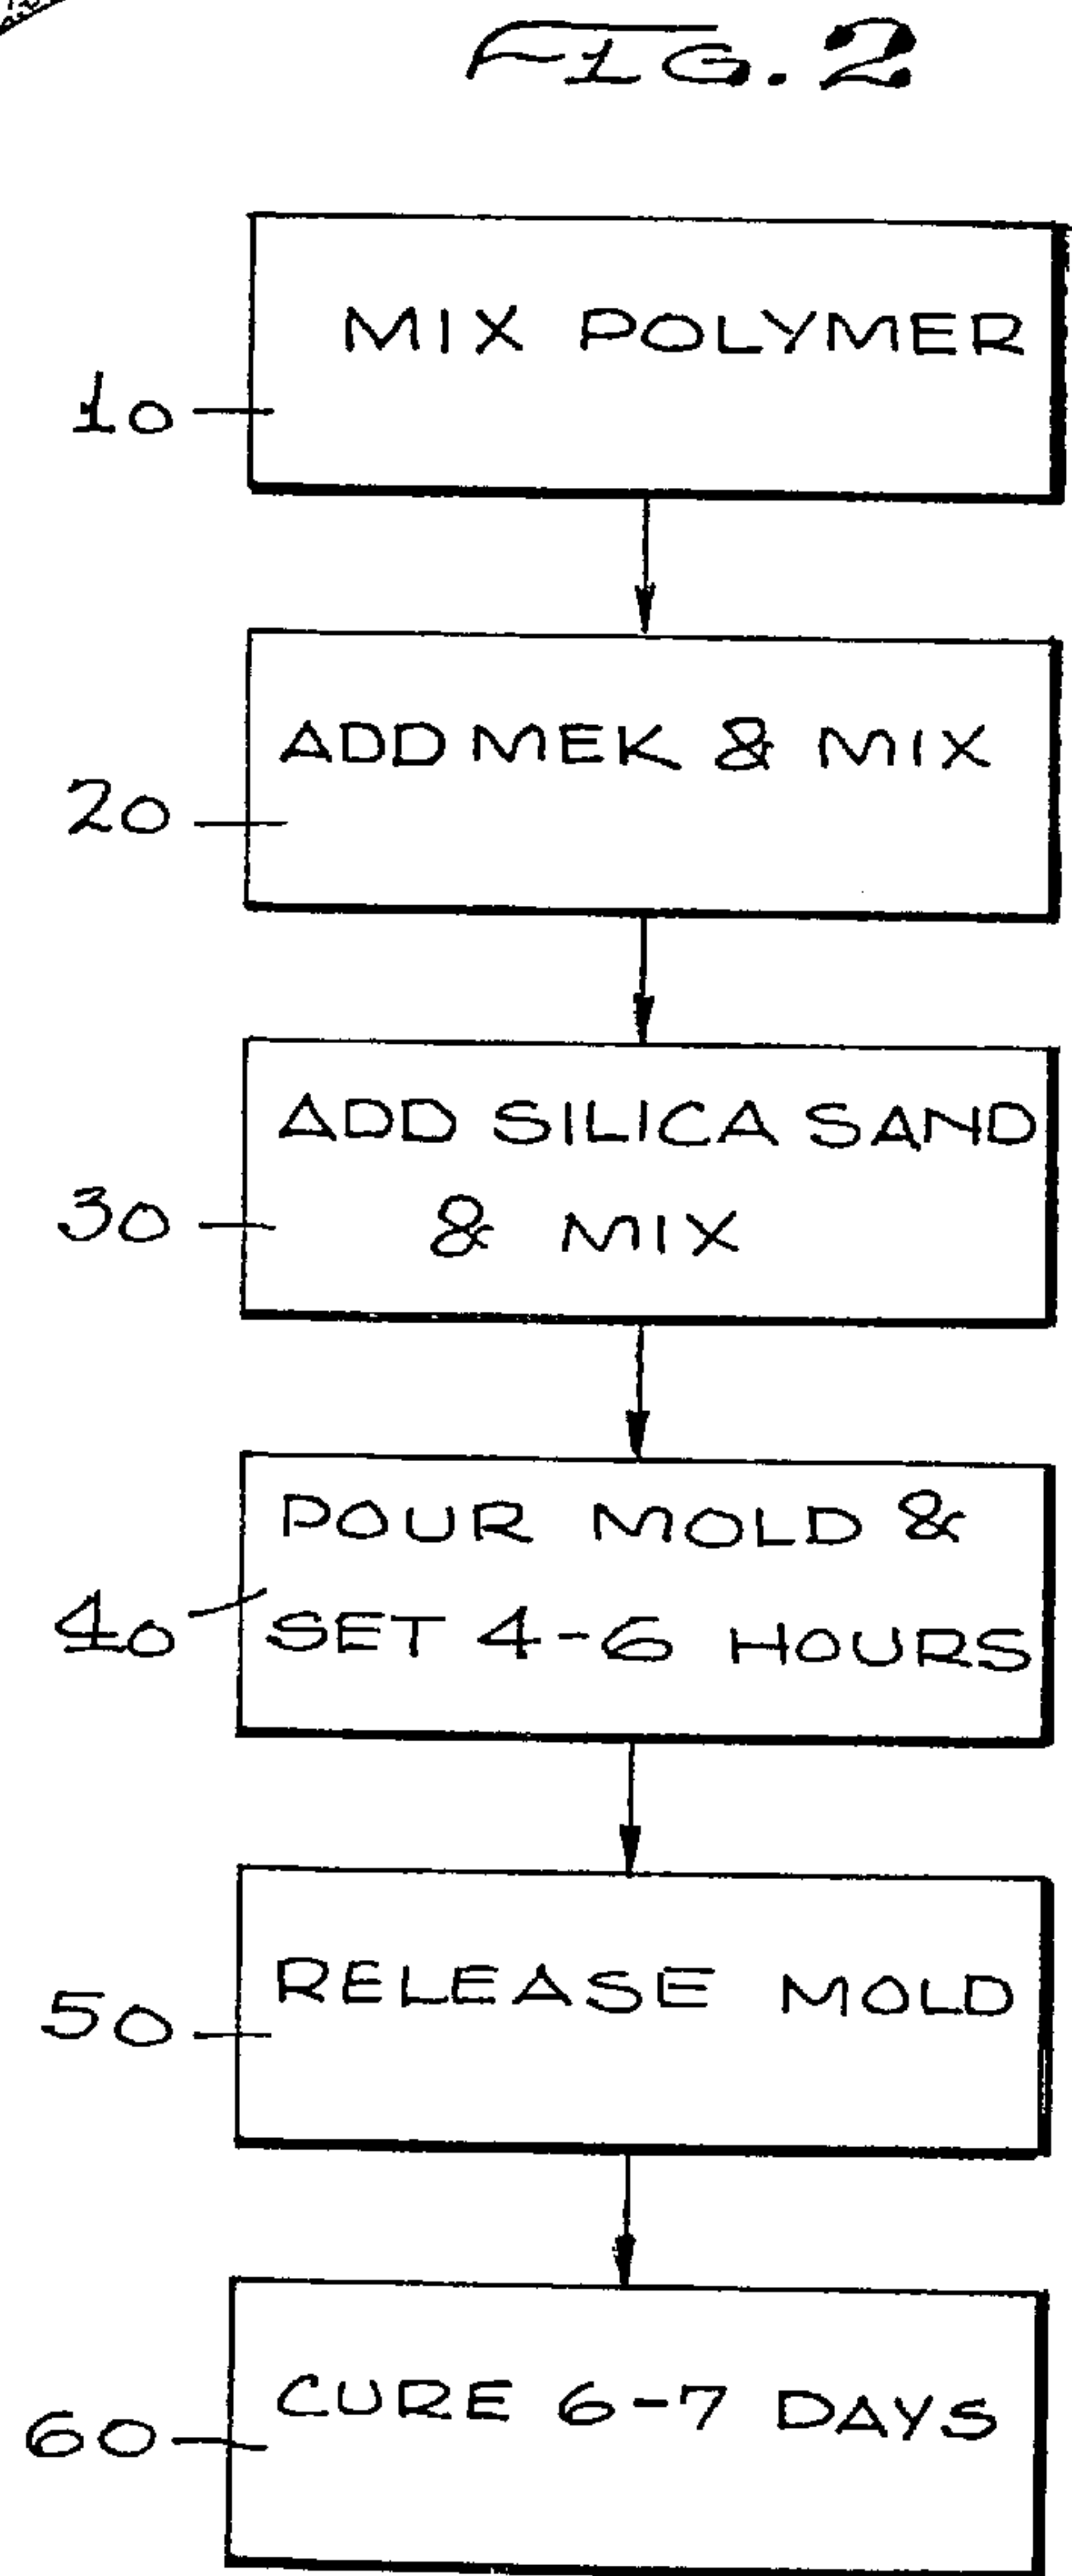 FIG. 2
MIX POLYMER
10
ADD MEK & MIX
20
ADD SILICA SAND
& MIX
30
POUR MOLD &
SET 4-6 HOURS
40
RELEASE MOLD
50
CURE 6-7 DAYS
60